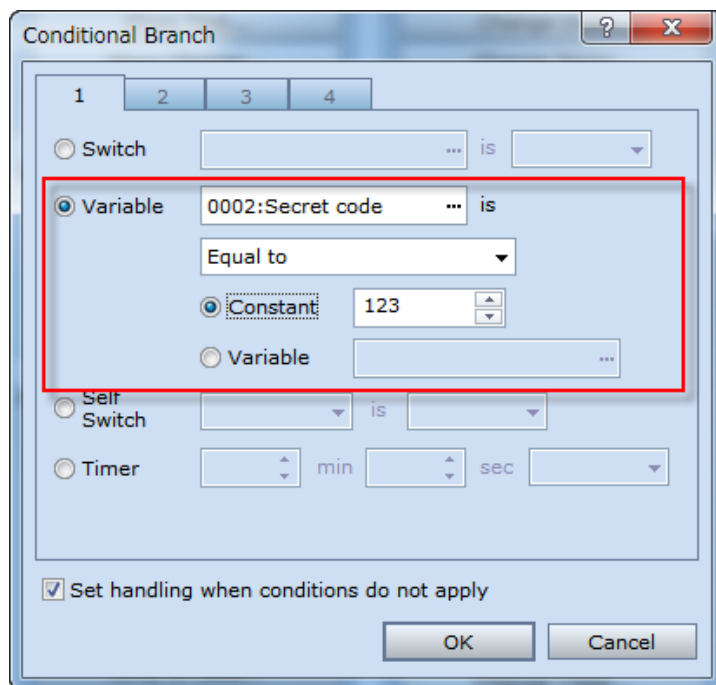 Conditional Branch
1 2 3 4
Switch ... is
Variable 0002:Secret code ... is
Equal to
Constant 123
Variable ...
Self
Switch is
Timer min sec
Set handling when conditions do not apply
OK Cancel